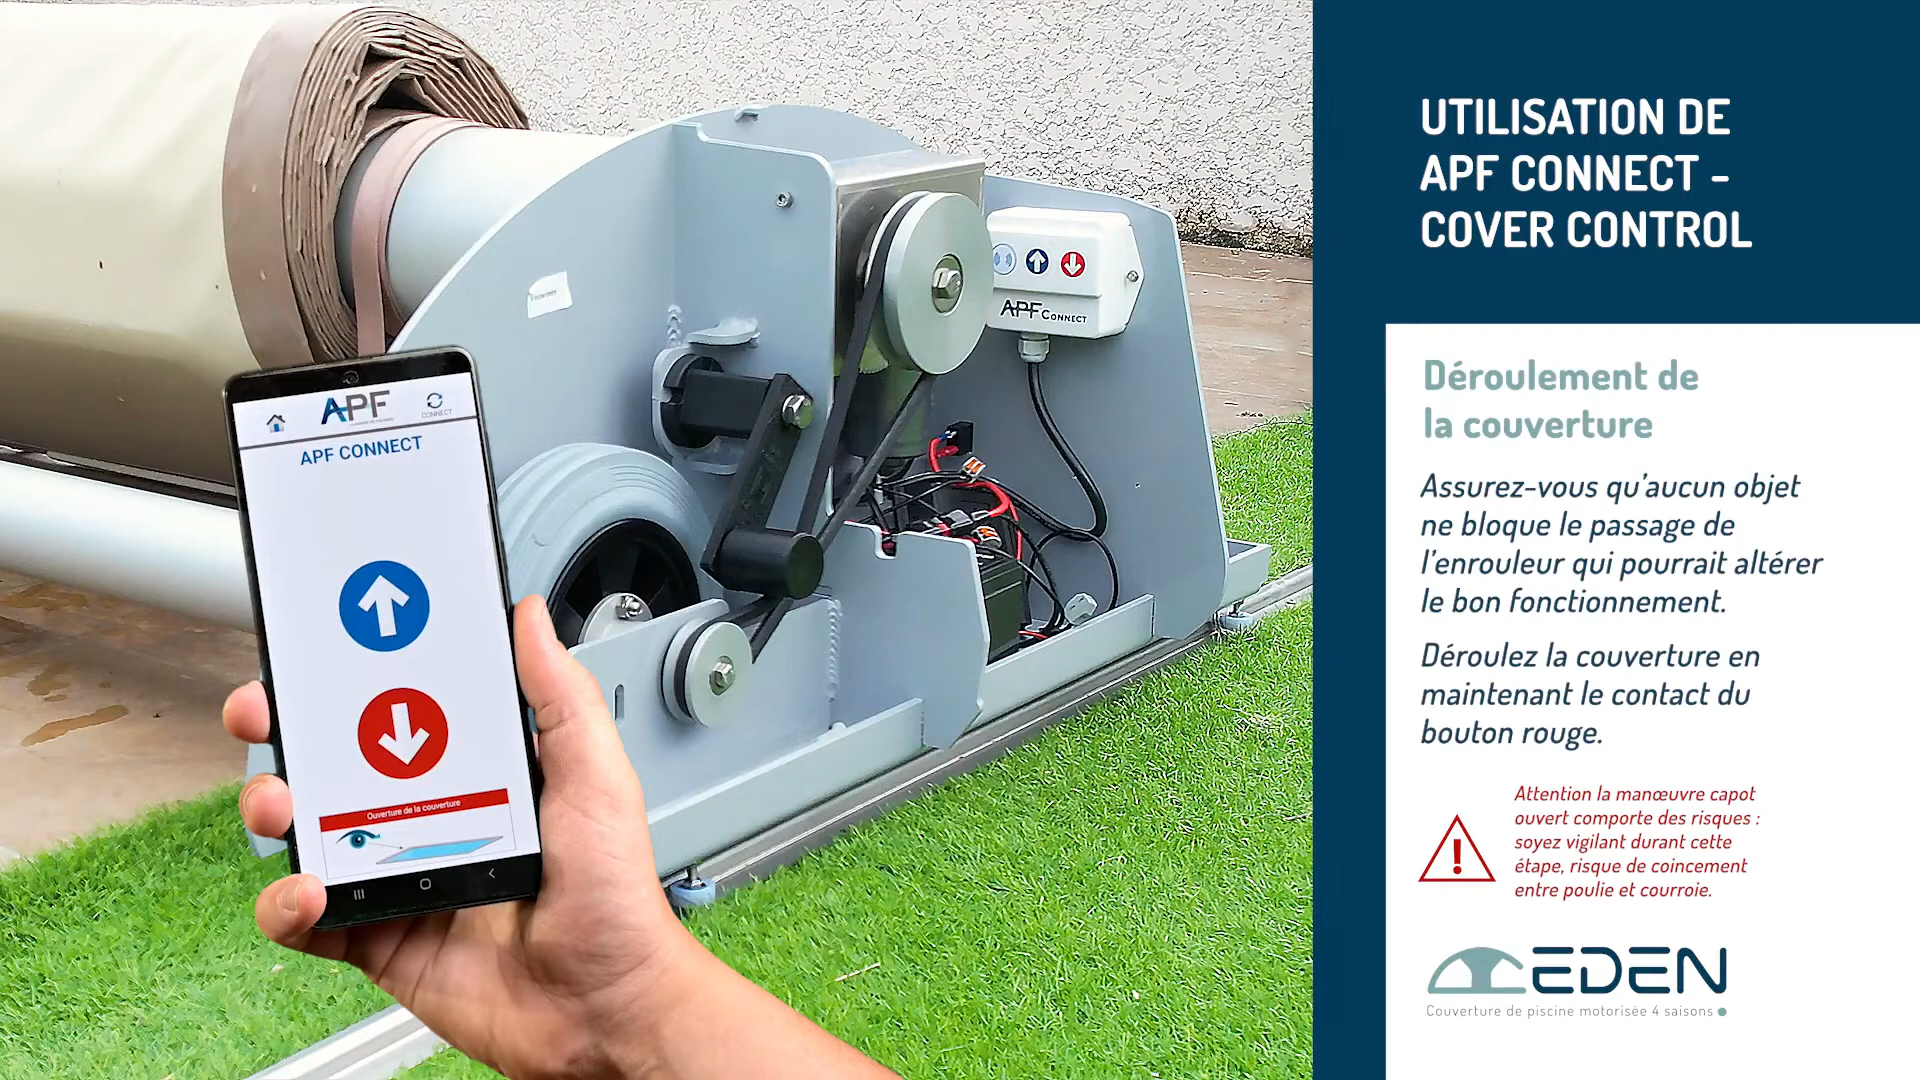 UTILISATION DE
APF CONNECT -
COVER CONTROL
Déroulement de
la couverture
Assurez-vous qu'aucun objet
ne bloque le passage de
l'enrouleur qui pourrait altérer
le bon fonctionnement.
Déroulez la couverture en
maintenant le contact du
bouton rouge.
Attention la manœuvre capot
ouvert comporte des risques :
soyez vigilant durant cette
étape, risque de coincement
entre poulie et courroie.
EDEN
Couverture de piscine motorisée 4 saisons
APF CONNECT
APF
CONNECT
APF CONNECT
Ouverture de la couverture